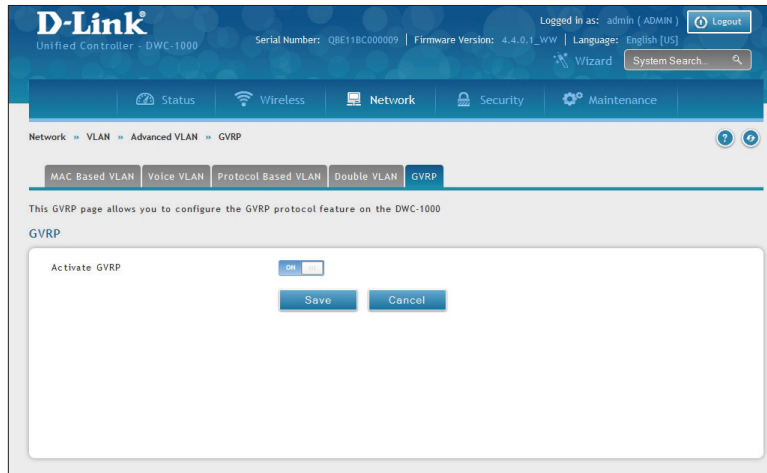 D-Link®
Unified Controller - DWC-1000
Logged in as: admin ( ADMIN )
Logout
Serial Number: QBE11BC000009 | Firmware Version: 4.4.0.1_WW | Language: English [US]
Wizard
System Search...
Status
Wireless
Network
Security
Maintenance
Network » VLAN » Advanced VLAN » GVRP
MAC Based VLAN
Voice VLAN
Protocol Based VLAN
Double VLAN
GVRP
This GVRP page allows you to configure the GVRP protocol feature on the DWC-1000
GVRP
Activate GVRP
ON
Save
Cancel